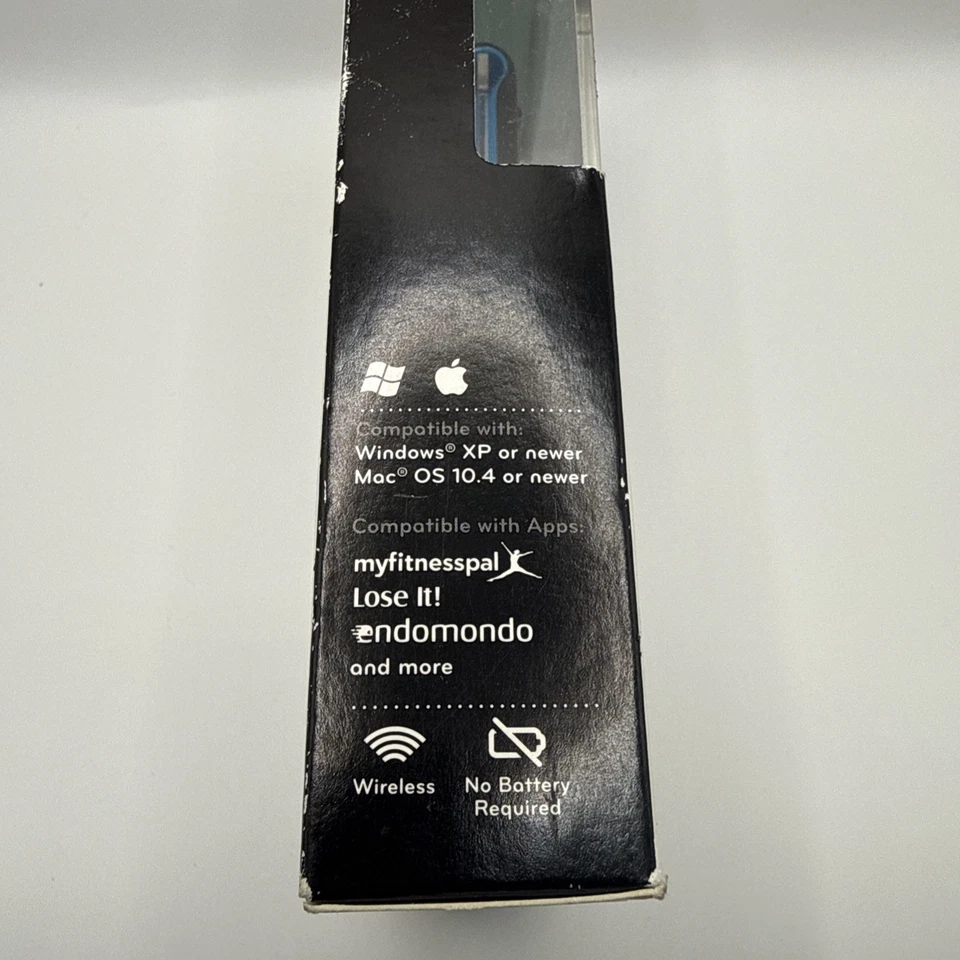 Compatible with:
Windows® XP or newer
Mac® OS 10.4 or newer
Compatible with Apps:
myfitnesspal
Lose It!
endomondo
and more
Wireless
No Battery
Required